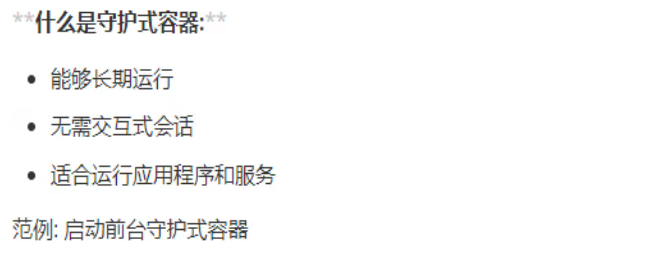 **什么是守护式容器:**
• 能够长期运行
• 无需交互式会话
• 适合运行应用程序和服务
范例: 启动前台守护式容器